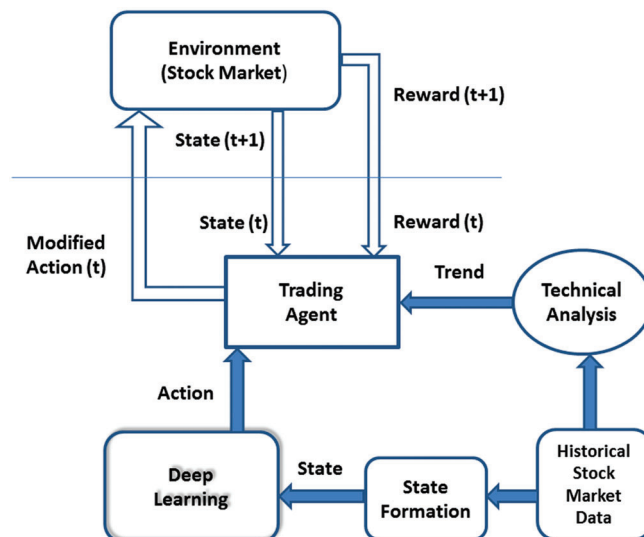 Environment
(Stock Market)
Reward (t+1)
State (t+1)
State (t)
Reward (t)
Modified
Action (t)
Trading
Agent
Trend
Technical
Analysis
Action
Deep
Learning
State
State
Formation
Historical
Stock
Market
Data